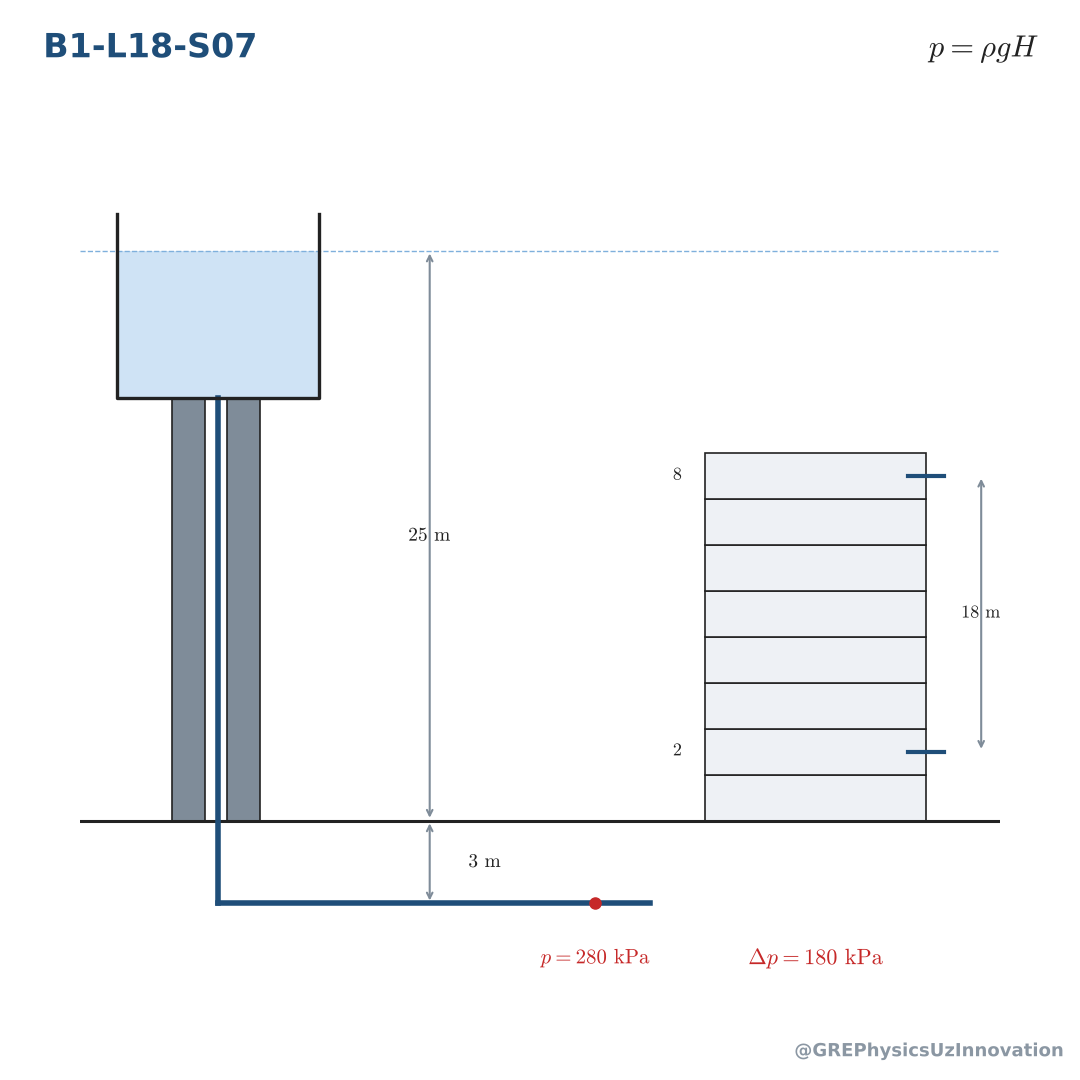 B1-L18-S07
p = ρgH
8
25 m
18 m
2
3 m
p = 280 kPa
Δp = 180 kPa
@GREPhysicsUzInnovation